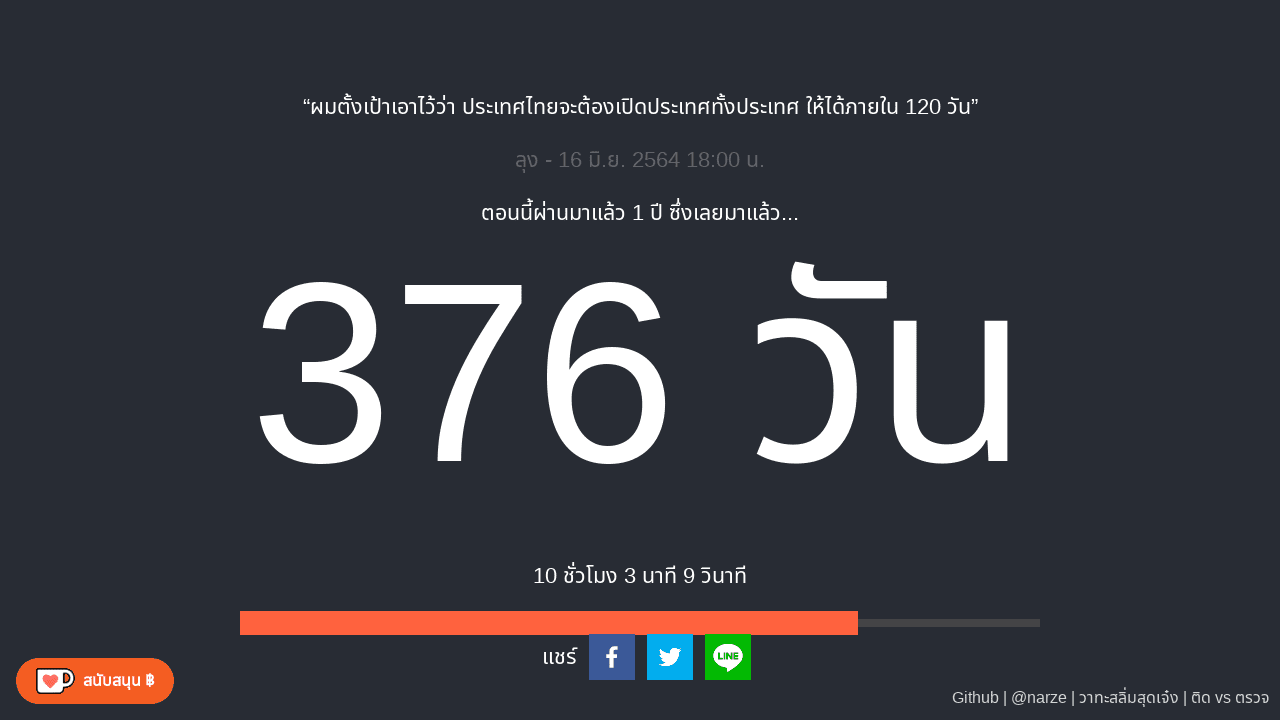 “ผมตั้งเป้าเอาไว้ว่า ประเทศไทยจะต้องเปิดประเทศทั้งประเทศ ให้ได้ภายใน 120 วัน”
ลุง - 16 มิ.ย. 2564 18:00 น.
ตอนนี้ผ่านมาแล้ว 1 ปี ซึ่งเลยมาแล้ว...
376 วัน
10 ชั่วโมง 3 นาที 9 วินาที
แชร์ LINE
สนับสนุน ฿
Github | @narze | วาทะสลิ่มสุดเจ๋ง | ติด vs ตรวจ